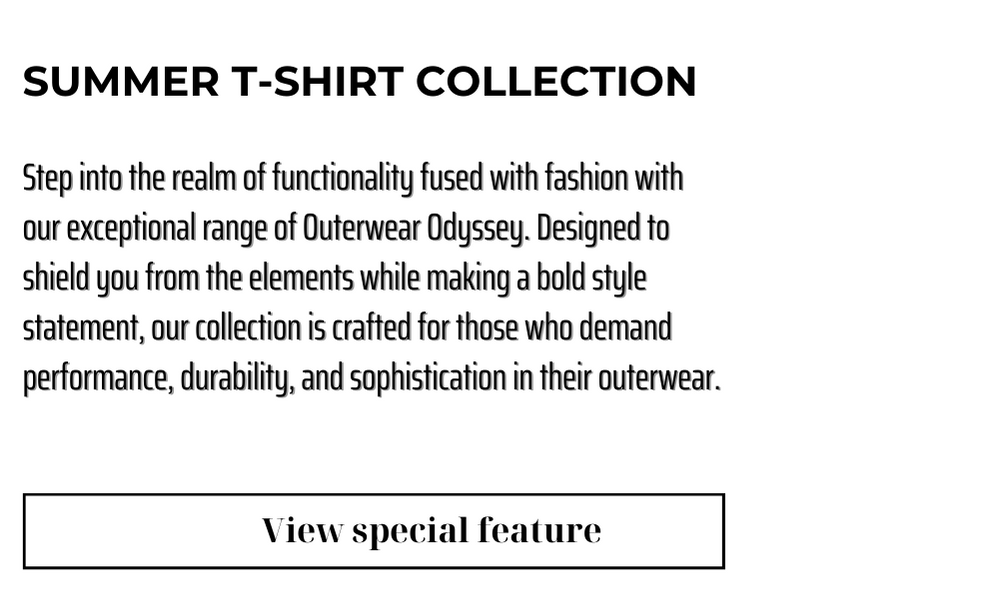 SUMMER T-SHIRT COLLECTION
Step into the realm of functionality fused with fashion with
our exceptional range of Outerwear Odyssey. Designed to
shield you from the elements while making a bold style
statement, our collection is crafted for those who demand
performance, durability, and sophistication in their outerwear.
View special feature